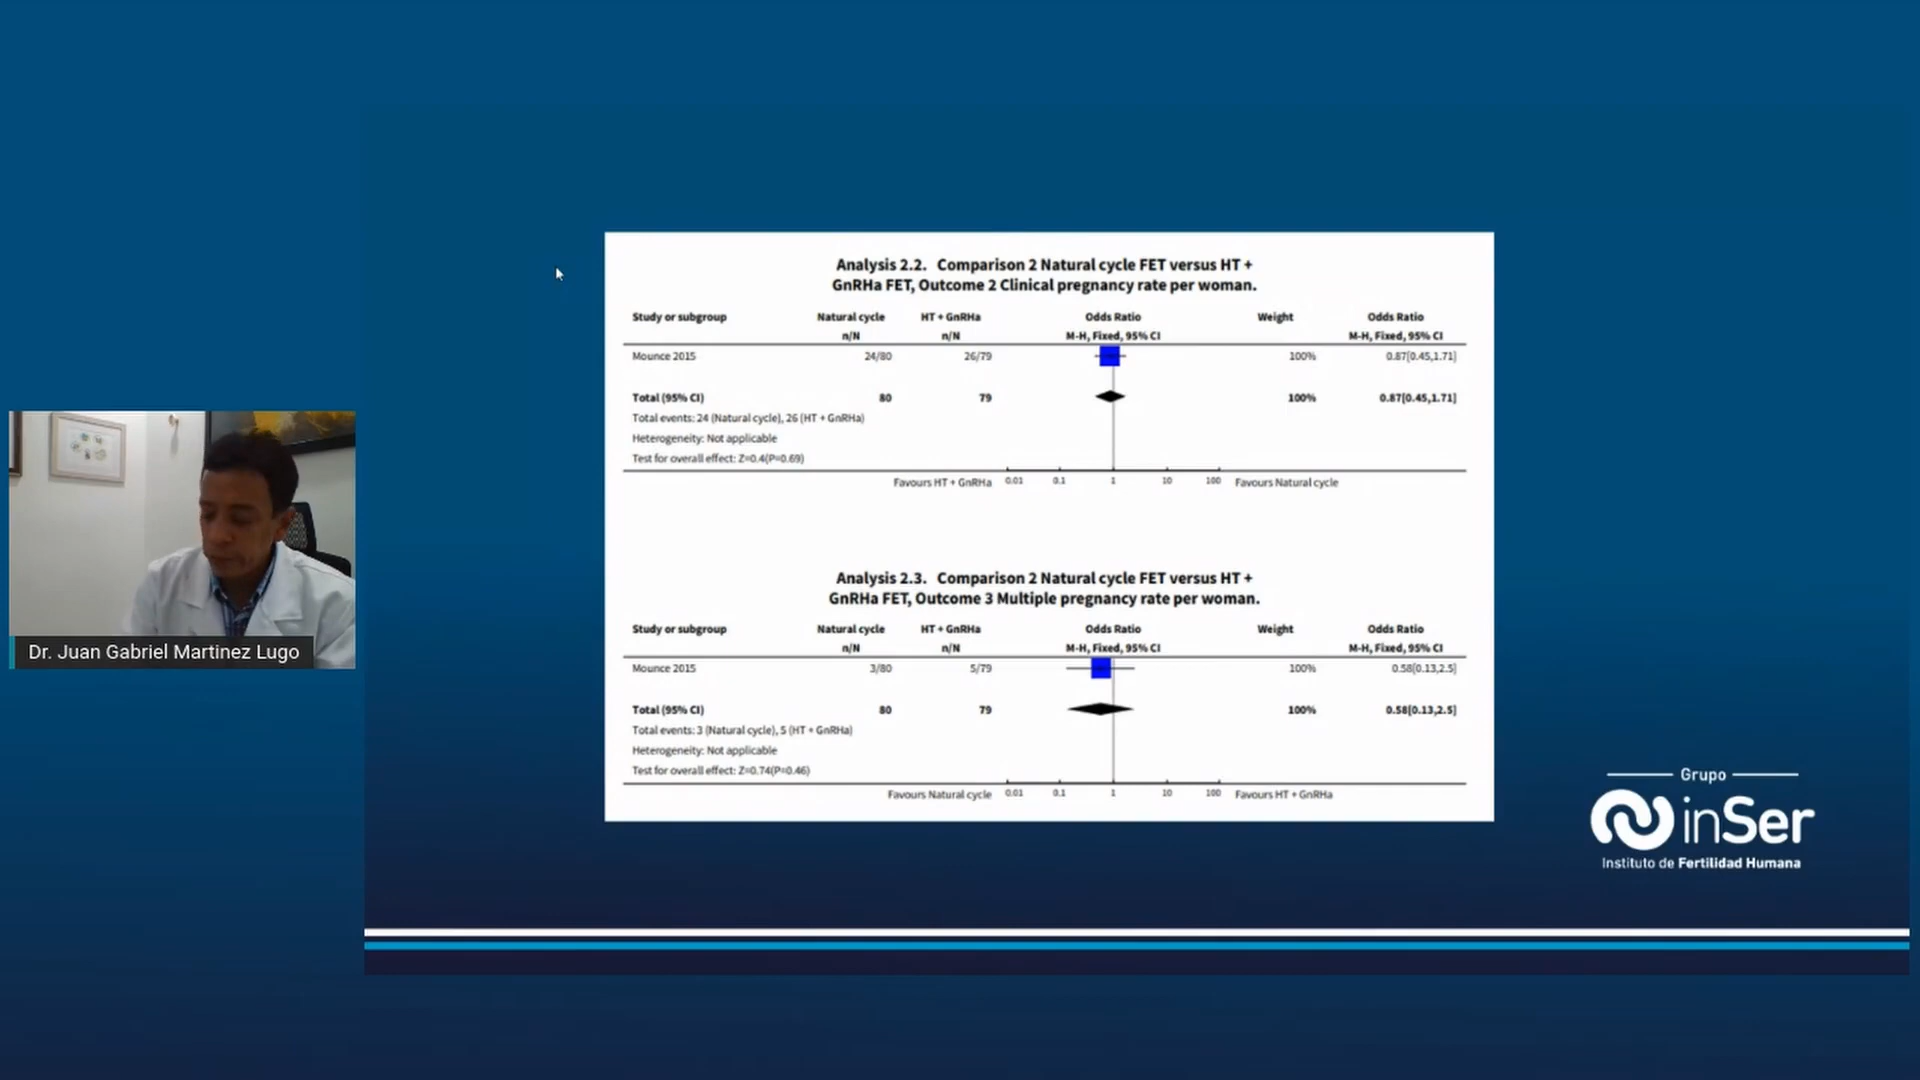 Analysis 2.2. Comparison 2 Natural cycle FET versus HT +
GnRHa FET, Outcome 2 Clinical pregnancy rate per woman.
Study or subgroup Natural cycle HT + GnRHa Odds Ratio Weight Odds Ratio
n/N n/N M-H, Fixed, 95% CI M-H, Fixed, 95% CI
Mounce 2015 24/80 26/79 100% 0.87[0.45,1.71]
Total (95% CI) 80 79 100% 0.87[0.45,1.71]
Total events: 24 (Natural cycle), 26 (HT + GnRHa)
Heterogeneity: Not applicable
Test for overall effect: Z=0.4(P=0.69)
Favours HT + GnRHa 0.01 0.1 1 10 100 Favours Natural cycle
Analysis 2.3. Comparison 2 Natural cycle FET versus HT +
GnRHa FET, Outcome 3 Multiple pregnancy rate per woman.
Study or subgroup Natural cycle HT + GnRHa Odds Ratio Weight Odds Ratio
n/N n/N M-H, Fixed, 95% CI M-H, Fixed, 95% CI
Mounce 2015 3/80 5/79 100% 0.58[0.13,2.5]
Total (95% CI) 80 79 100% 0.58[0.13,2.5]
Total events: 3 (Natural cycle), 5 (HT + GnRHa)
Heterogeneity: Not applicable
Test for overall effect: Z=0.74(P=0.46)
Favours Natural cycle 0.01 0.1 1 10 100 Favours HT + GnRHa
Dr. Juan Gabriel Martinez Lugo
Grupo
inSer
Instituto de Fertilidad Humana